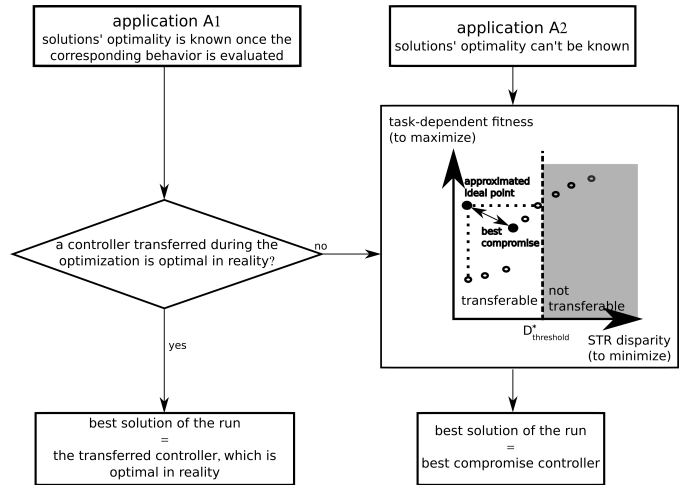 application A1
solutions' optimality is known once the
corresponding behavior is evaluated
application A2
solutions' optimality can't be known
task-dependent fitness
(to maximize)
approximated
ideal point
best
compromise
transferable
not
transferable
D*threshold
STR disparity
(to minimize)
a controller transferred during the
optimization is optimal in reality?
no
yes
best solution of the run
=
the transferred controller, which is
optimal in reality
best solution of the run
=
best compromise controller